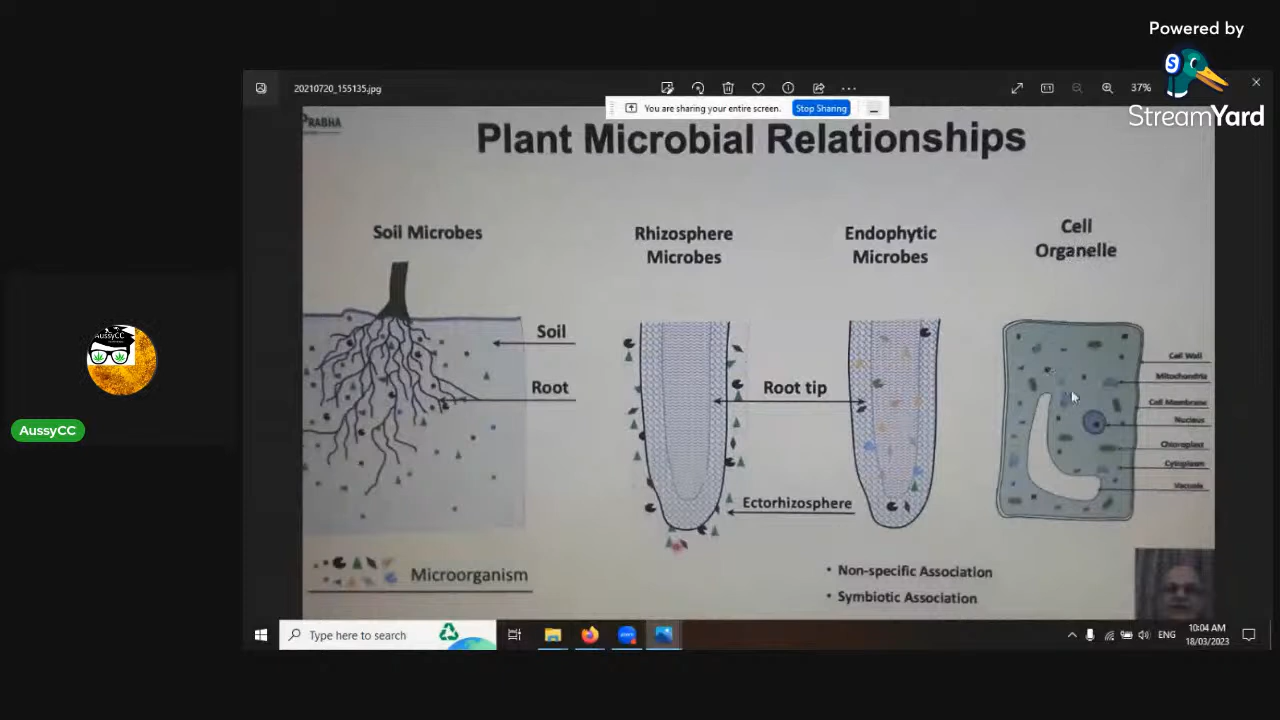 Powered by
StreamYard
20210720_155135.jpg
37%
You are sharing your entire screen.
Stop Sharing
PRABHA
Plant Microbial Relationships
Soil Microbes
Rhizosphere
Microbes
Endophytic
Microbes
Cell
Organelle
Soil
Root
Root tip
Ectorhizosphere
Cell Wall
Mitochondria
Cell Membrane
Nucleus
Chloroplast
Cytoplasm
Vacuole
Microorganism
• Non-specific Association
• Symbiotic Association
AussyCC
AussyCC
Type here to search
zoom
ENG
10:04 AM
18/03/2023